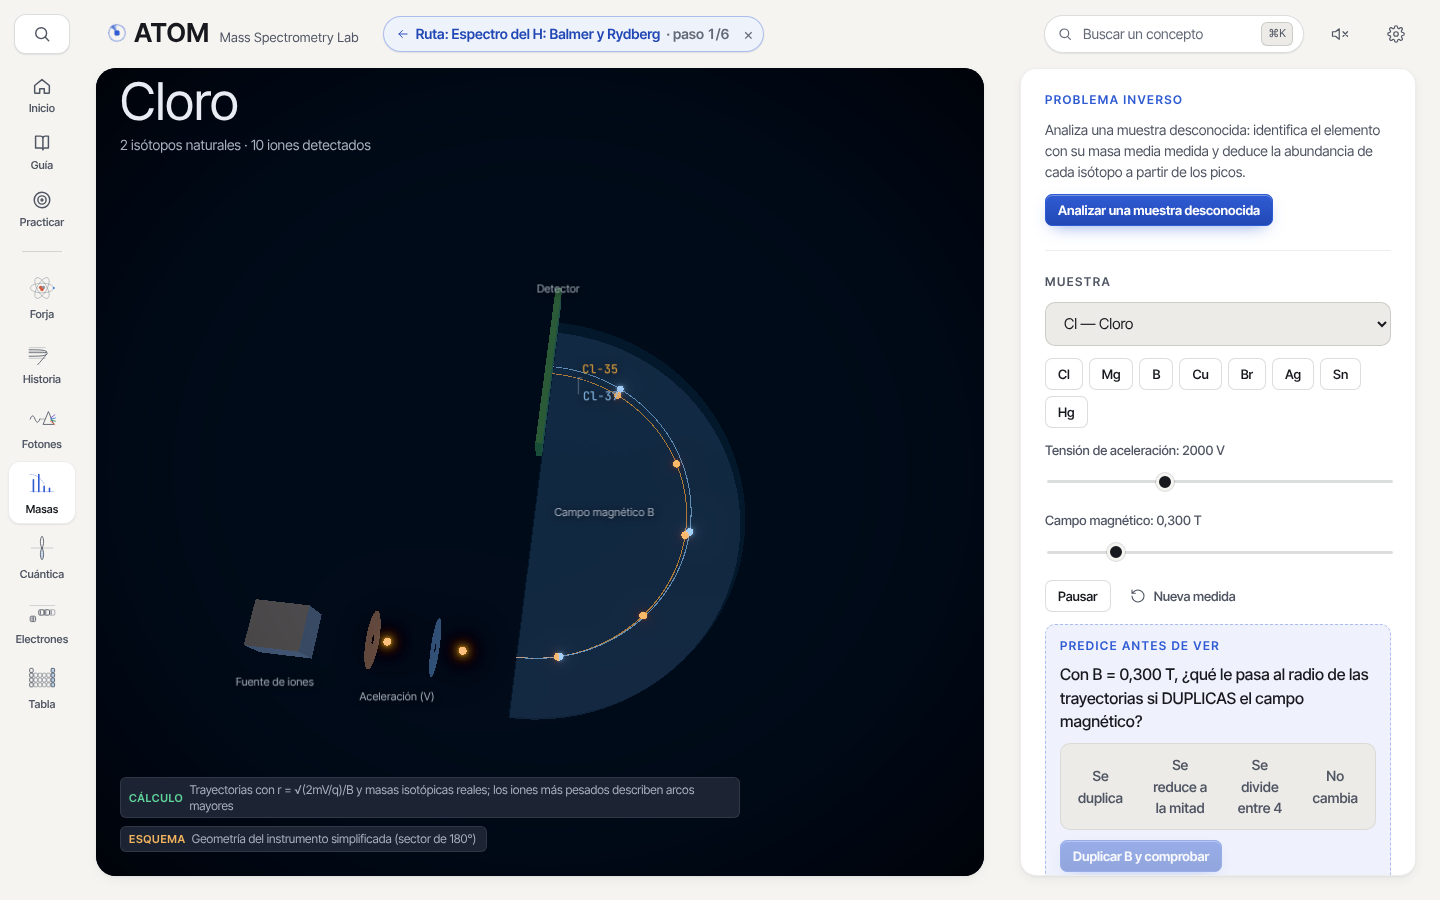 ATOM Mass Spectrometry Lab
← Ruta: Espectro del H: Balmer y Rydberg · paso 1/6 ×
Buscar un concepto ⌘K
Inicio
Guía
Practicar
Forja
Historia
Fotones
Masas
Cuántica
Electrones
Tabla
Cloro
2 isótopos naturales · 10 iones detectados
Detector
Cl-35
Cl-37
Campo magnético B
Fuente de iones
Aceleración (V)
CÁLCULO Trayectorias con r = √(2mV/q)/B y masas isotópicas reales; los iones más pesados describen arcos
mayores
ESQUEMA Geometría del instrumento simplificada (sector de 180°)
PROBLEMA INVERSO
Analiza una muestra desconocida: identifica el elemento
con su masa media medida y deduce la abundancia de
cada isótopo a partir de los picos.
Analizar una muestra desconocida
MUESTRA
Cl — Cloro
Cl Mg B Cu Br Ag Sn
Hg
Tensión de aceleración: 2000 V
Campo magnético: 0,300 T
Pausar Nueva medida
PREDICE ANTES DE VER
Con B = 0,300 T, ¿qué le pasa al radio de las
trayectorias si DUPLICAS el campo
magnético?
Se
duplica
Se
reduce a
la mitad
Se
divide
entre 4
No
cambia
Duplicar B y comprobar